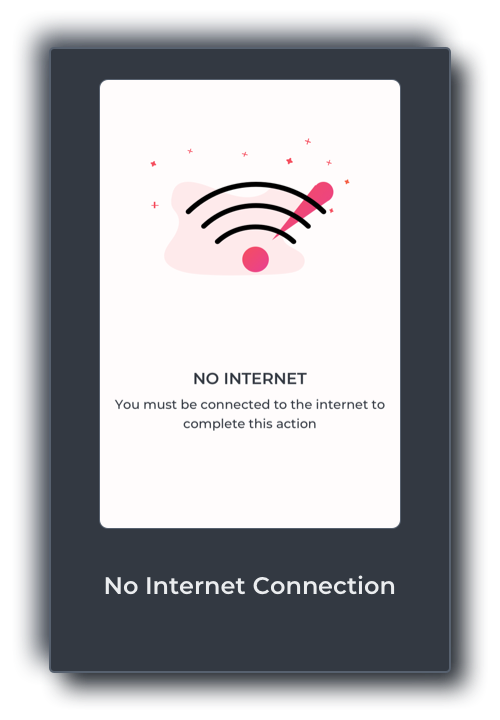 NO INTERNET
You must be connected to the internet to
complete this action
No Internet Connection